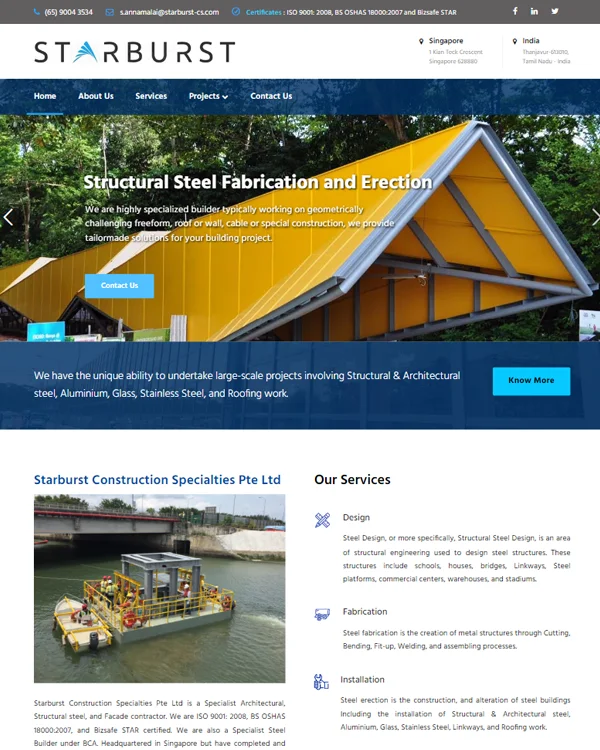 (65) 9004 3534 s.annamalai@starburst-cs.com Certificates : ISO 9001: 2008, BS OSHAS 18000:2007 and Bizsafe STAR
STARBURST
Singapore
1 Kian Teck Crescent
Singapore 628880
India
Thanjavur 613010,
Tamil Nadu - India
Home About Us Services Projects Contact Us
Structural Steel Fabrication and Erection
We are highly specialized builder typically working on geometrically
challenging freeform, roof or wall, cable or special construction, we provide
tailormade solutions for your building project.
Contact Us
We have the unique ability to undertake large-scale projects involving Structural & Architectural
steel, Aluminium, Glass, Stainless Steel, and Roofing work.
Know More
Starburst Construction Specialties Pte Ltd
Starburst Construction Specialties Pte Ltd is a Specialist Architectural,
Structural steel, and Facade contractor. We are ISO 9001: 2008, BS OSHAS
18000:2007, and Bizsafe STAR certified. We are also a Specialist Steel
Builder under BCA. Headquartered in Singapore but have completed and
Our Services
Design
Steel Design, or more specifically, Structural Steel Design, is an area
of structural engineering used to design steel structures. These
structures include schools, houses, bridges, Linkways, Steel
platforms, commercial centers, warehouses, and stadiums.
Fabrication
Steel fabrication is the creation of metal structures through Cutting,
Bending, Fit-up, Welding, and assembling processes.
Installation
Steel erection is the construction, and alteration of steel buildings
Including the installation of Structural & Architectural steel,
Aluminium, Glass, Stainless Steel, Linkways, and Roofing work.